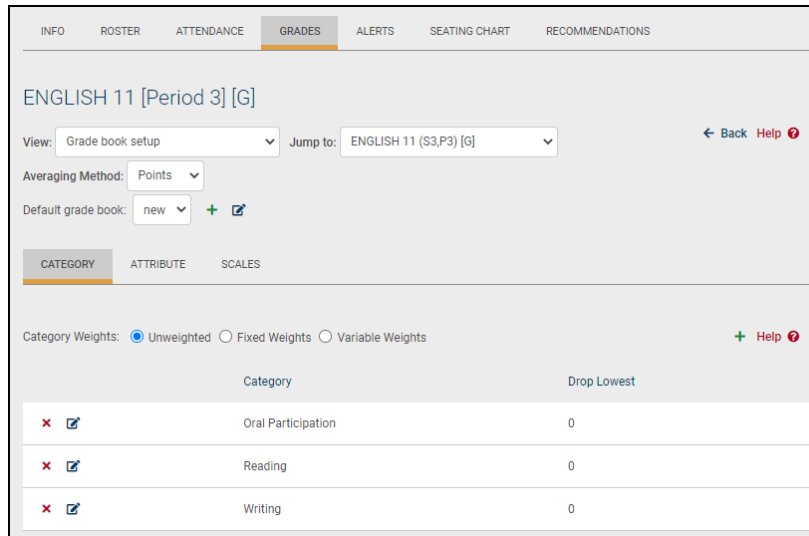 INFO ROSTER ATTENDANCE GRADES ALERTS SEATING CHART RECOMMENDATIONS
ENGLISH 11 [Period 3] [G]
View: Grade book setup Jump to: ENGLISH 11 (S3,P3) [G] ← Back Help ?
Averaging Method: Points
Default grade book: new +
CATEGORY ATTRIBUTE SCALES
Category Weights: Unweighted Fixed Weights Variable Weights + Help ?
Category Drop Lowest
Oral Participation 0
Reading 0
Writing 0